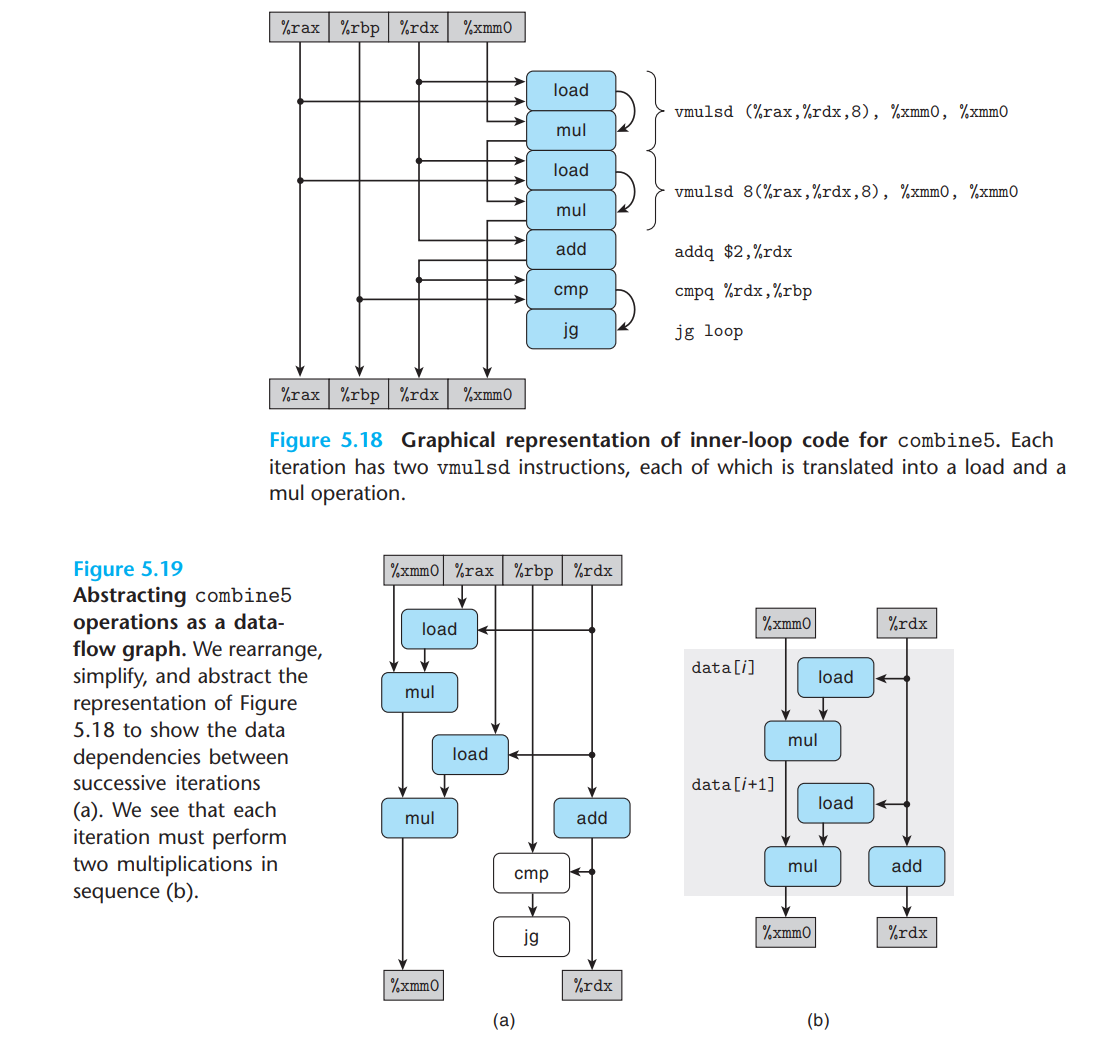 %rax %rbp %rdx %xmm0
load
vmulsd (%rax,%rdx,8), %xmm0, %xmm0
mul
load
vmulsd 8(%rax,%rdx,8), %xmm0, %xmm0
mul
add addq $2,%rdx
cmp cmpq %rdx,%rbp
jg jg loop
%rax %rbp %rdx %xmm0
Figure 5.18 Graphical representation of inner-loop code for combine5. Each
iteration has two vmulsd instructions, each of which is translated into a load and a
mul operation.
Figure 5.19
Abstracting combine5
operations as a data-
flow graph. We rearrange,
simplify, and abstract the
representation of Figure
5.18 to show the data
dependencies between
successive iterations
(a). We see that each
iteration must perform
two multiplications in
sequence (b).
%xmm0 %rax %rbp %rdx
load
mul
load
mul add
cmp
jg
%xmm0 %rdx
(a)
%xmm0 %rdx
data[i] load
mul
data[i+1] load
mul add
%xmm0 %rdx
(b)